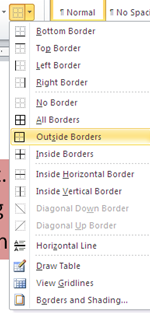 ¶ Normal ¶ No Spac
Bottom Border
Top Border
Left Border
Right Border
No Border
All Borders
Outside Borders
Inside Borders
Inside Horizontal Border
Inside Vertical Border
Diagonal Down Border
Diagonal Up Border
Horizontal Line
Draw Table
View Gridlines
Borders and Shading...